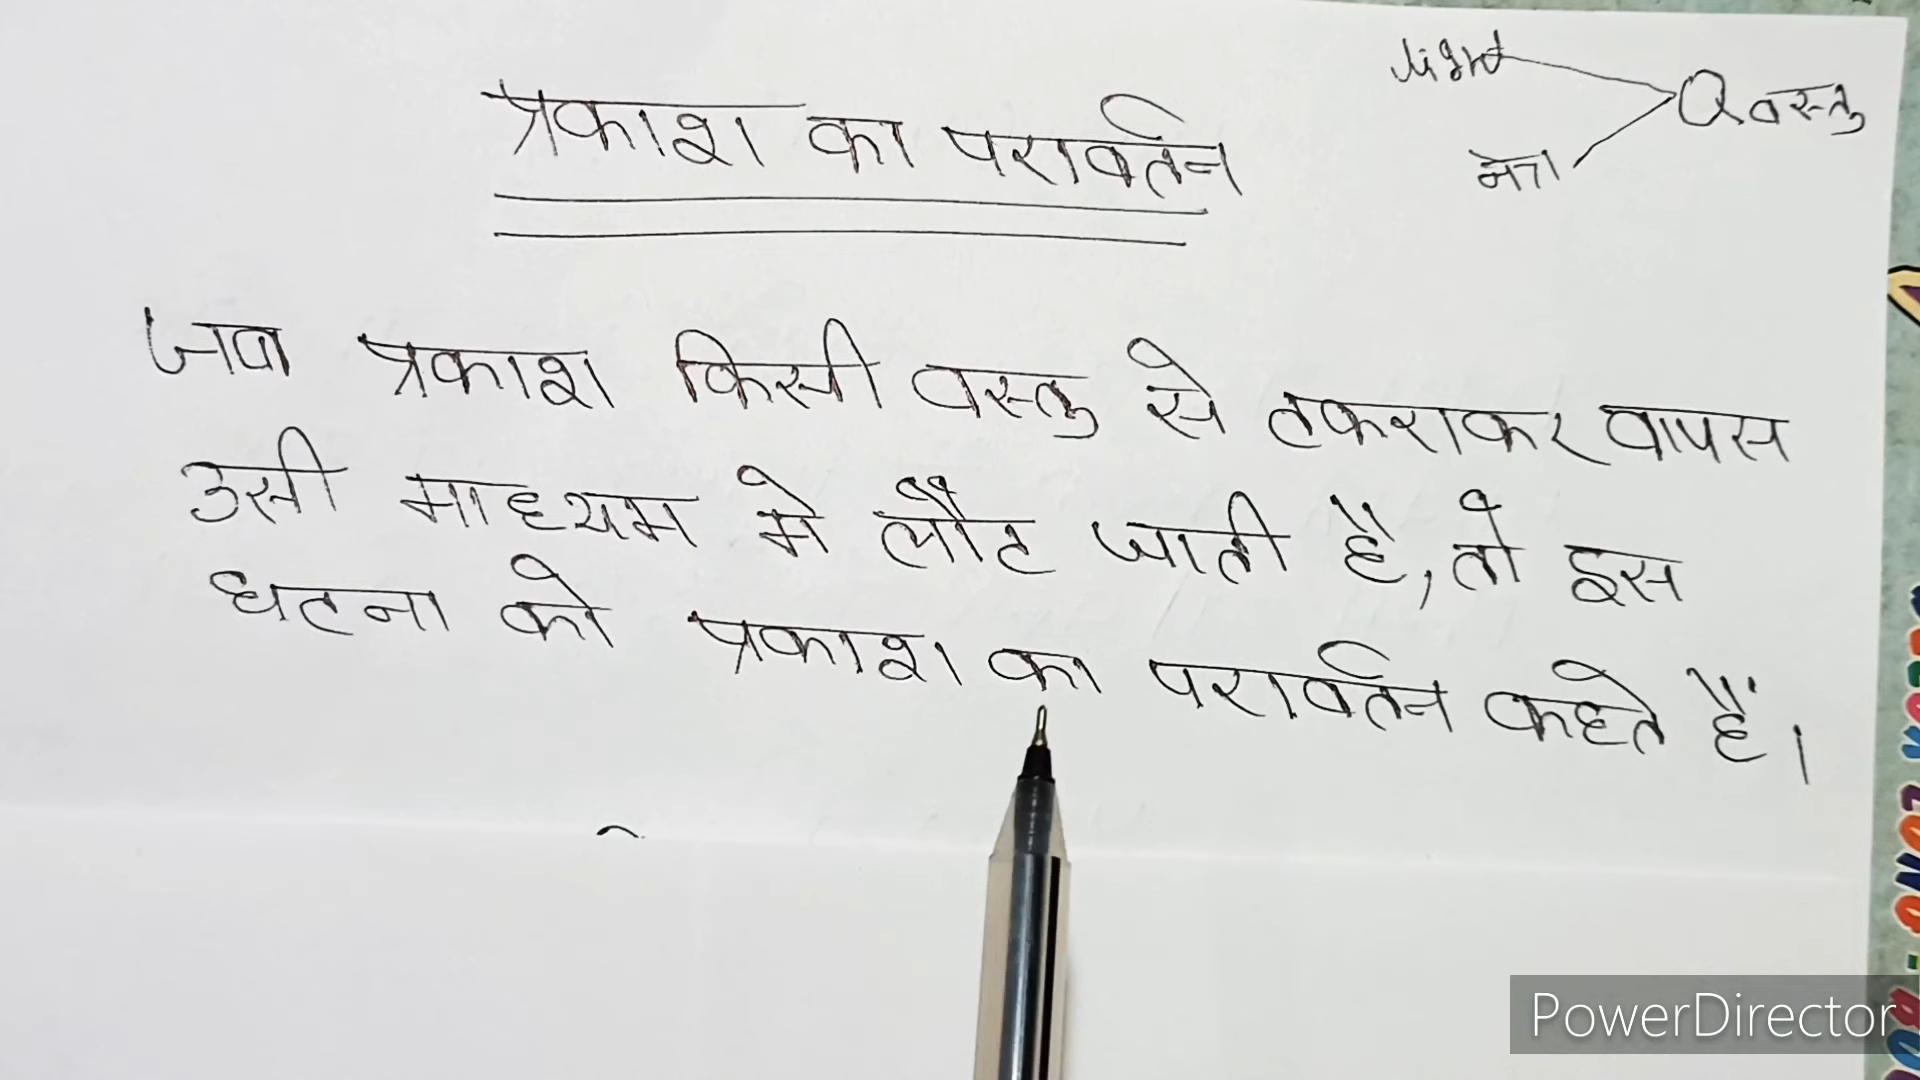 light
वस्तु
नेत्र
प्रकाश का परावर्तन
जब प्रकाश किसी वस्तु से टकराकर वापस
उसी माध्यम मे लौट जाती है, तो इस
घटना को प्रकाश का परावर्तन कहते हैं।
PowerDirector